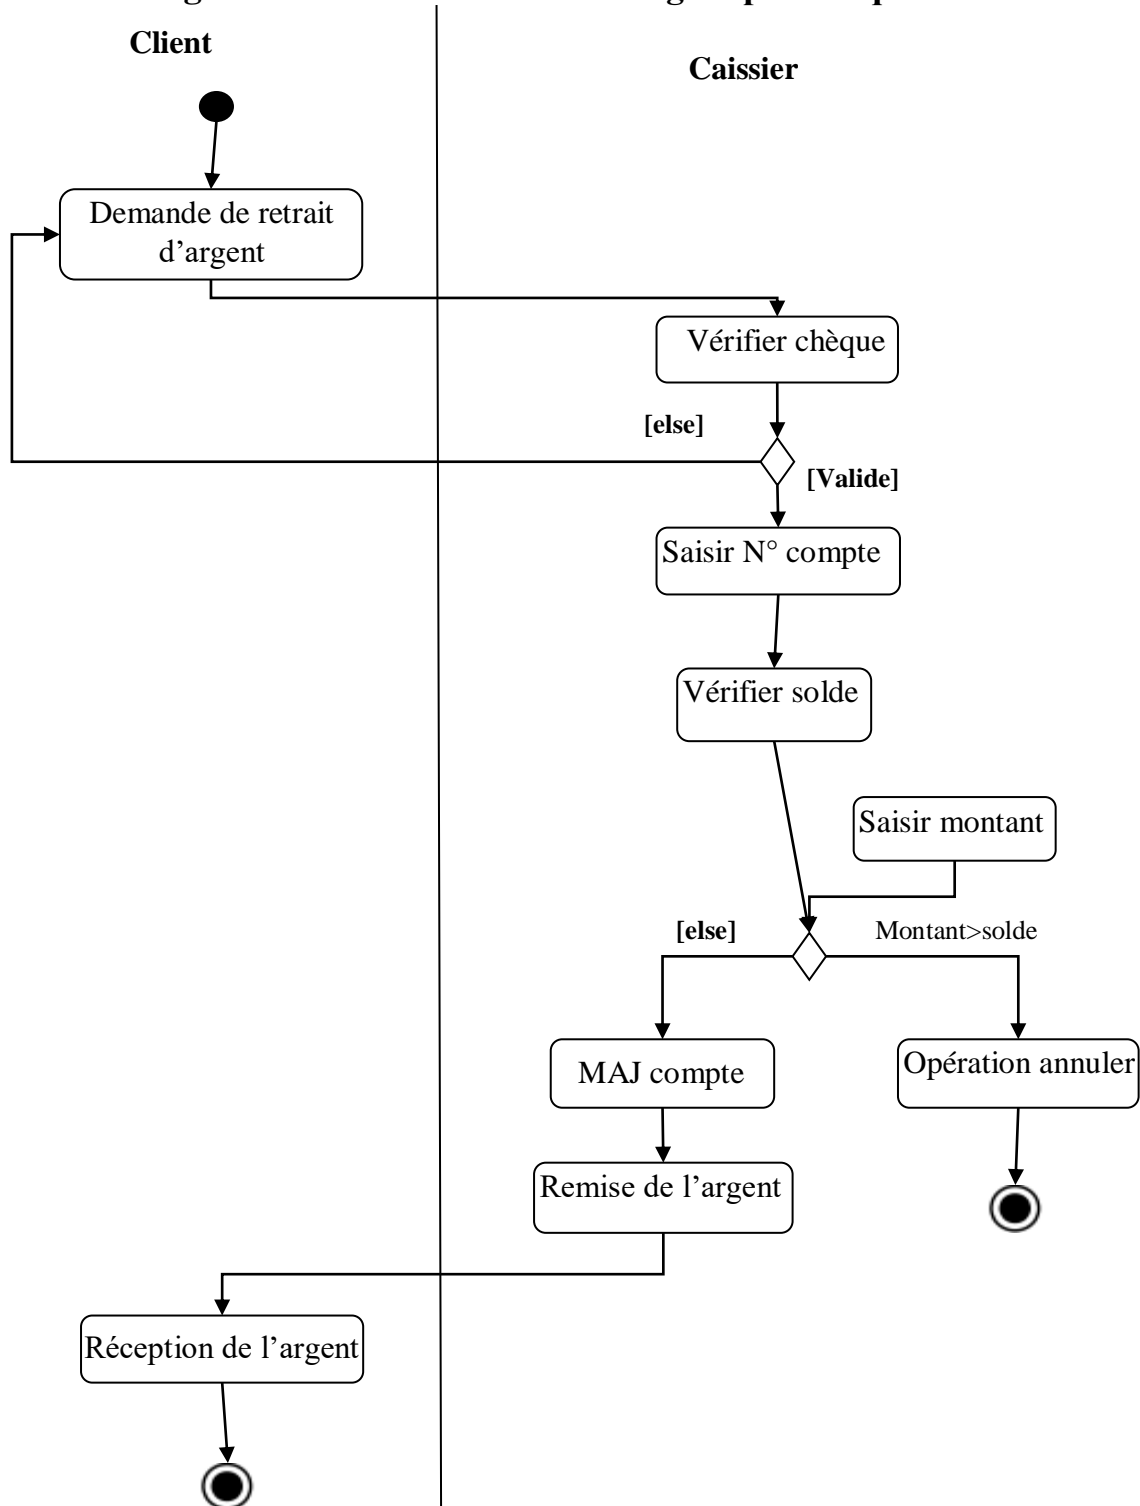 Client
Caissier
Demande de retrait
d’argent
Vérifier chèque
[else]
[Valide]
Saisir N° compte
Vérifier solde
Saisir montant
[else]
Montant>solde
MAJ compte
Opération annuler
Remise de l’argent
Réception de l’argent